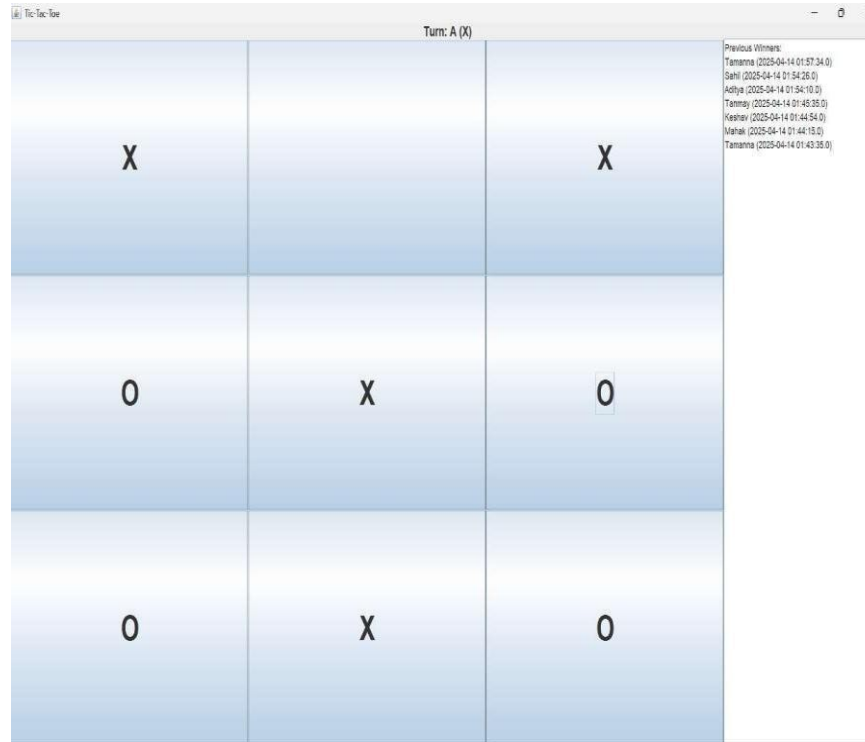 Tic-Tac-Toe
Turn: A (X)
Previous Winners:
Tamanna (2025-04-14 01:57:34.0)
Sahil (2025-04-14 01:54:26.0)
Aditya (2025-04-14 01:54:10.0)
Tanmay (2025-04-14 01:45:35.0)
Keshav (2025-04-14 01:44:54.0)
Mahak (2025-04-14 01:44:15.0)
Tamanna (2025-04-14 01:43:35.0)
X X
O X O
O X O